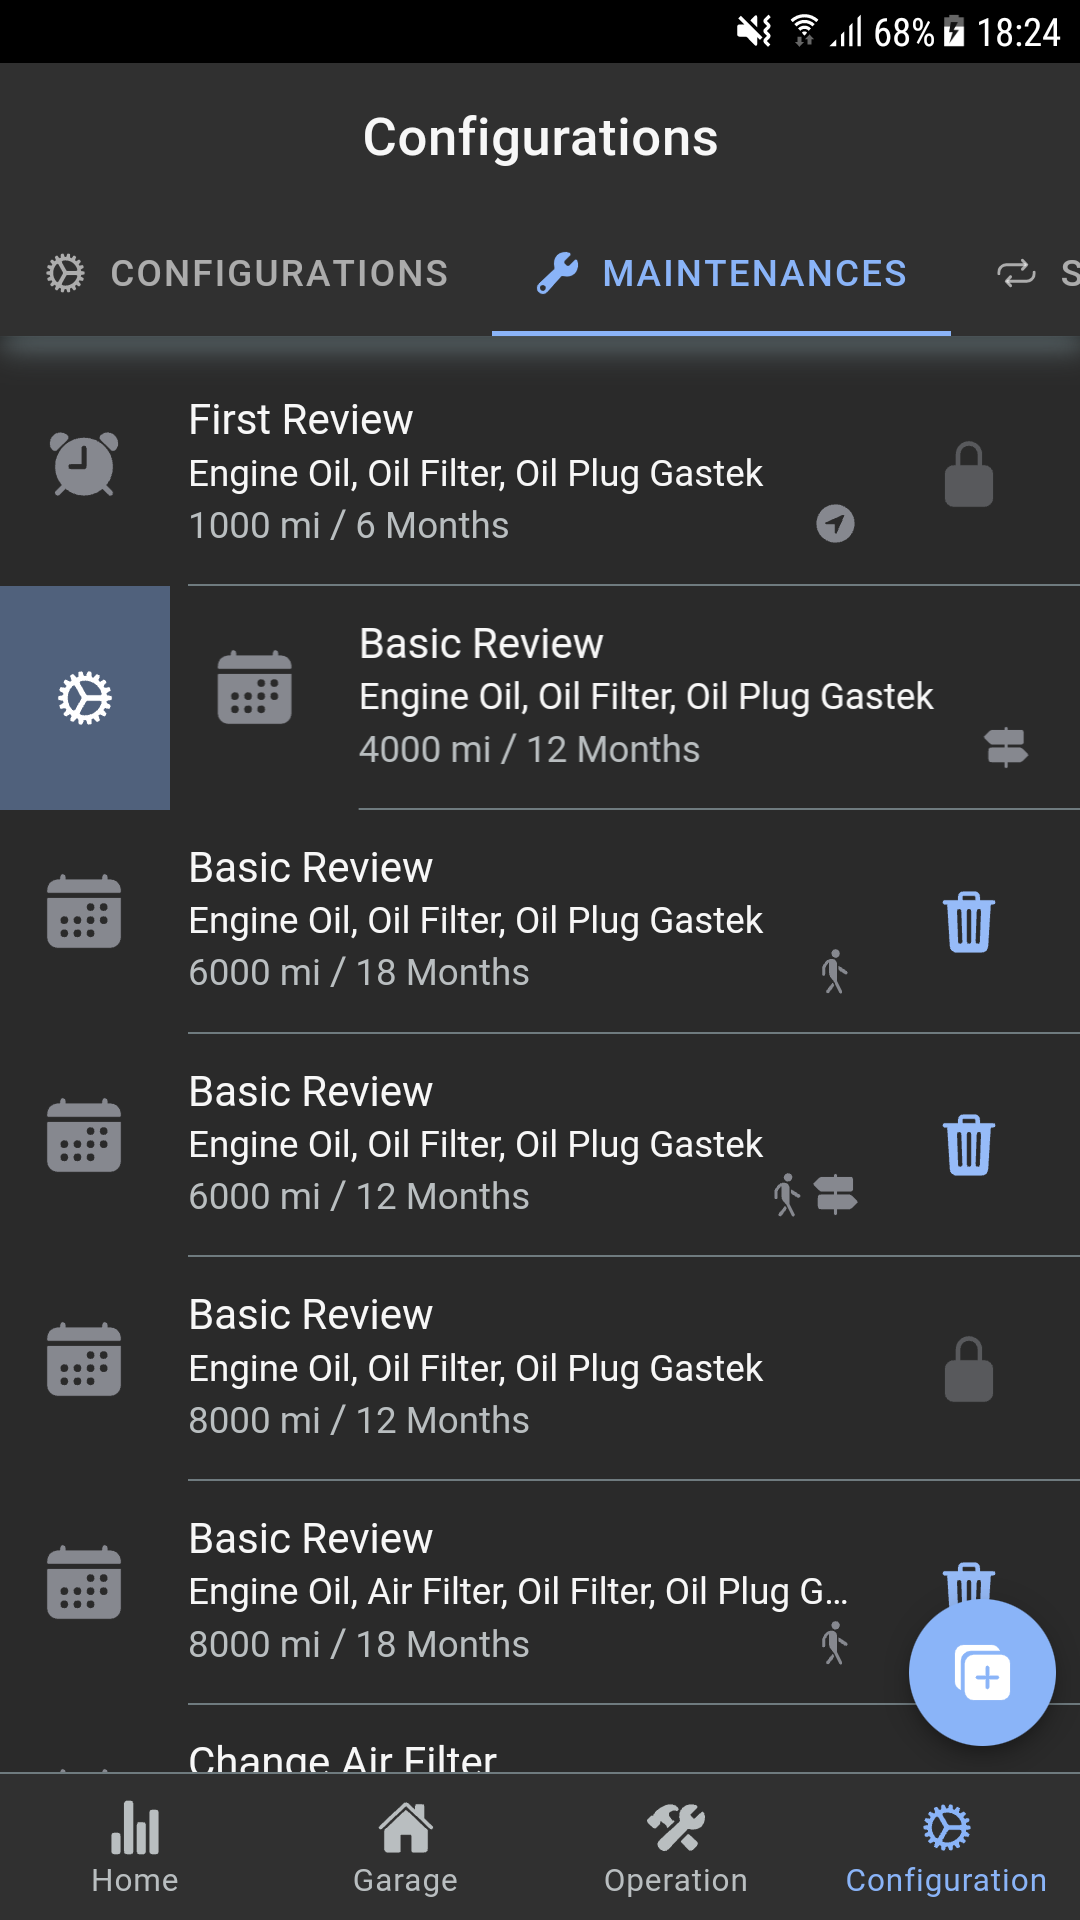 68% 18:24
Configurations
CONFIGURATIONS MAINTENANCES S
First Review
Engine Oil, Oil Filter, Oil Plug Gastek
1000 mi / 6 Months
Basic Review
Engine Oil, Oil Filter, Oil Plug Gastek
4000 mi / 12 Months
Basic Review
Engine Oil, Oil Filter, Oil Plug Gastek
6000 mi / 18 Months
Basic Review
Engine Oil, Oil Filter, Oil Plug Gastek
6000 mi / 12 Months
Basic Review
Engine Oil, Oil Filter, Oil Plug Gastek
8000 mi / 12 Months
Basic Review
Engine Oil, Air Filter, Oil Filter, Oil Plug G...
8000 mi / 18 Months
Change Air Filter
Home Garage Operation Configuration